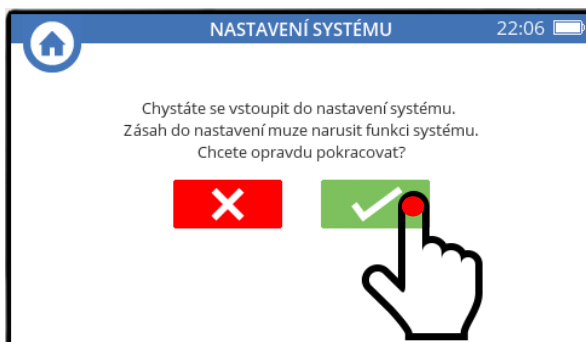 NASTAVENÍ SYSTÉMU 22:06
Chystáte se vstoupit do nastavení systému.
Zásah do nastavení muze narusit funkci systému.
Chcete opravdu pokracovat?